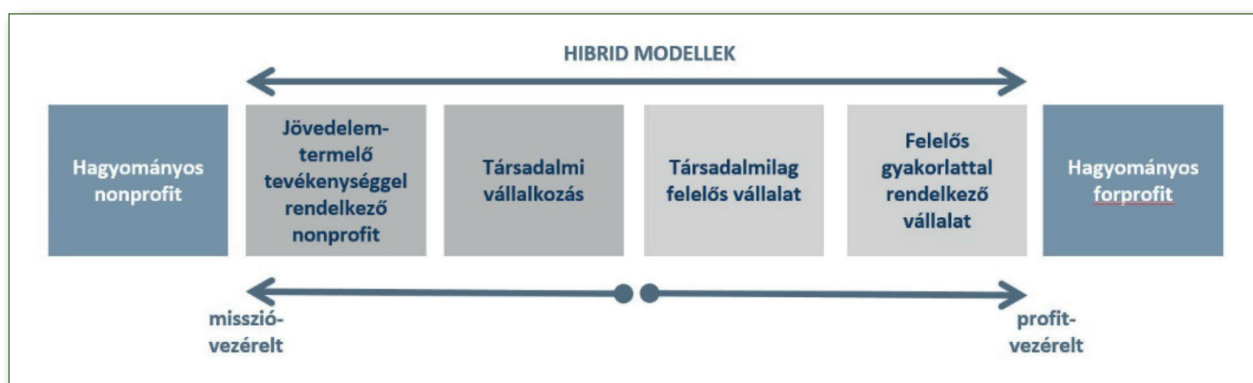 HIBRID MODELLEK
Hagyományos
nonprofit
Jövedelem-
termelő
tevékenységgel
rendelkező
nonprofit
Társadalmi
vállalkozás
Társadalmilag
felelős vállalat
Felelős
gyakorlattal
rendelkező
vállalat
Hagyományos
forprofit
misszió-
vezérelt
profit-
vezérelt